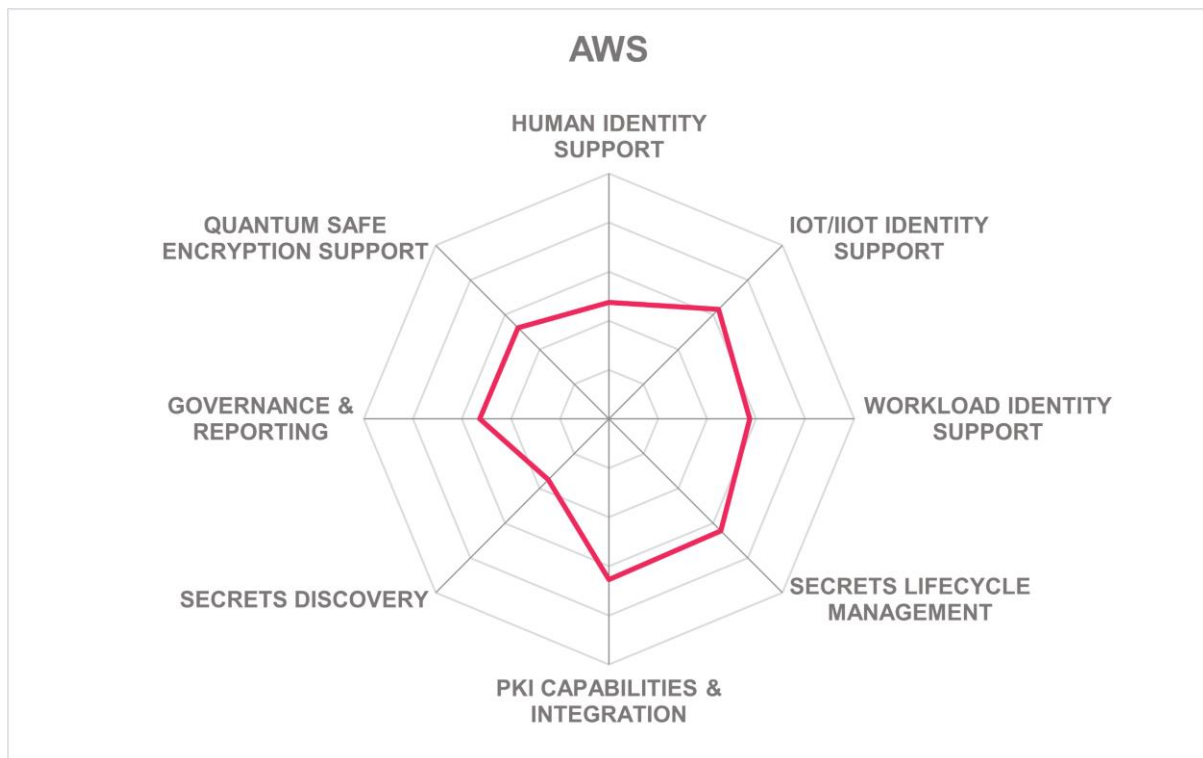 AWS
HUMAN IDENTITY
SUPPORT
IOT/IIOT IDENTITY
SUPPORT
WORKLOAD IDENTITY
SUPPORT
SECRETS LIFECYCLE
MANAGEMENT
PKI CAPABILITIES &
INTEGRATION
SECRETS DISCOVERY
GOVERNANCE &
REPORTING
QUANTUM SAFE
ENCRYPTION SUPPORT